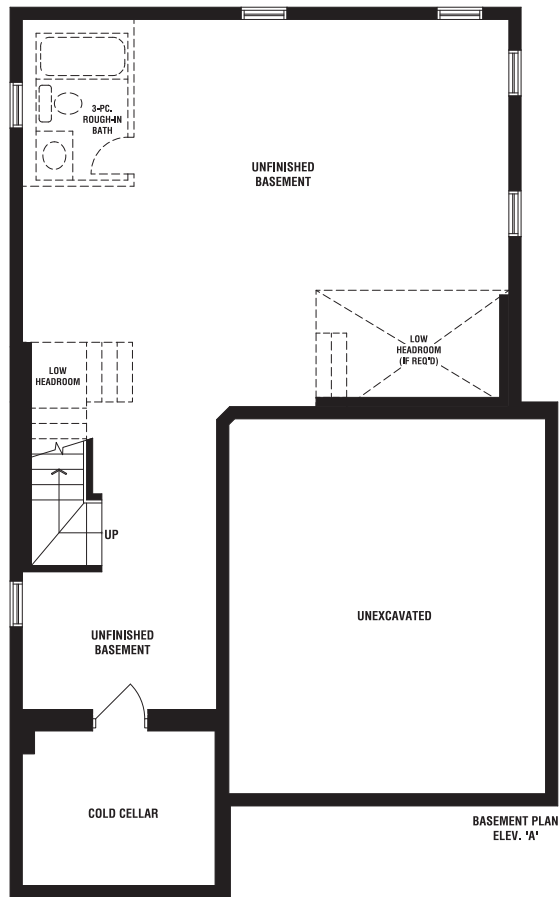 3-PC.
ROUGH-IN
BATH
UNFINISHED
BASEMENT
LOW
HEADROOM
(IF REQ'D)
LOW
HEADROOM
UP
UNEXCAVATED
UNFINISHED
BASEMENT
COLD CELLAR
BASEMENT PLAN
ELEV. 'A'